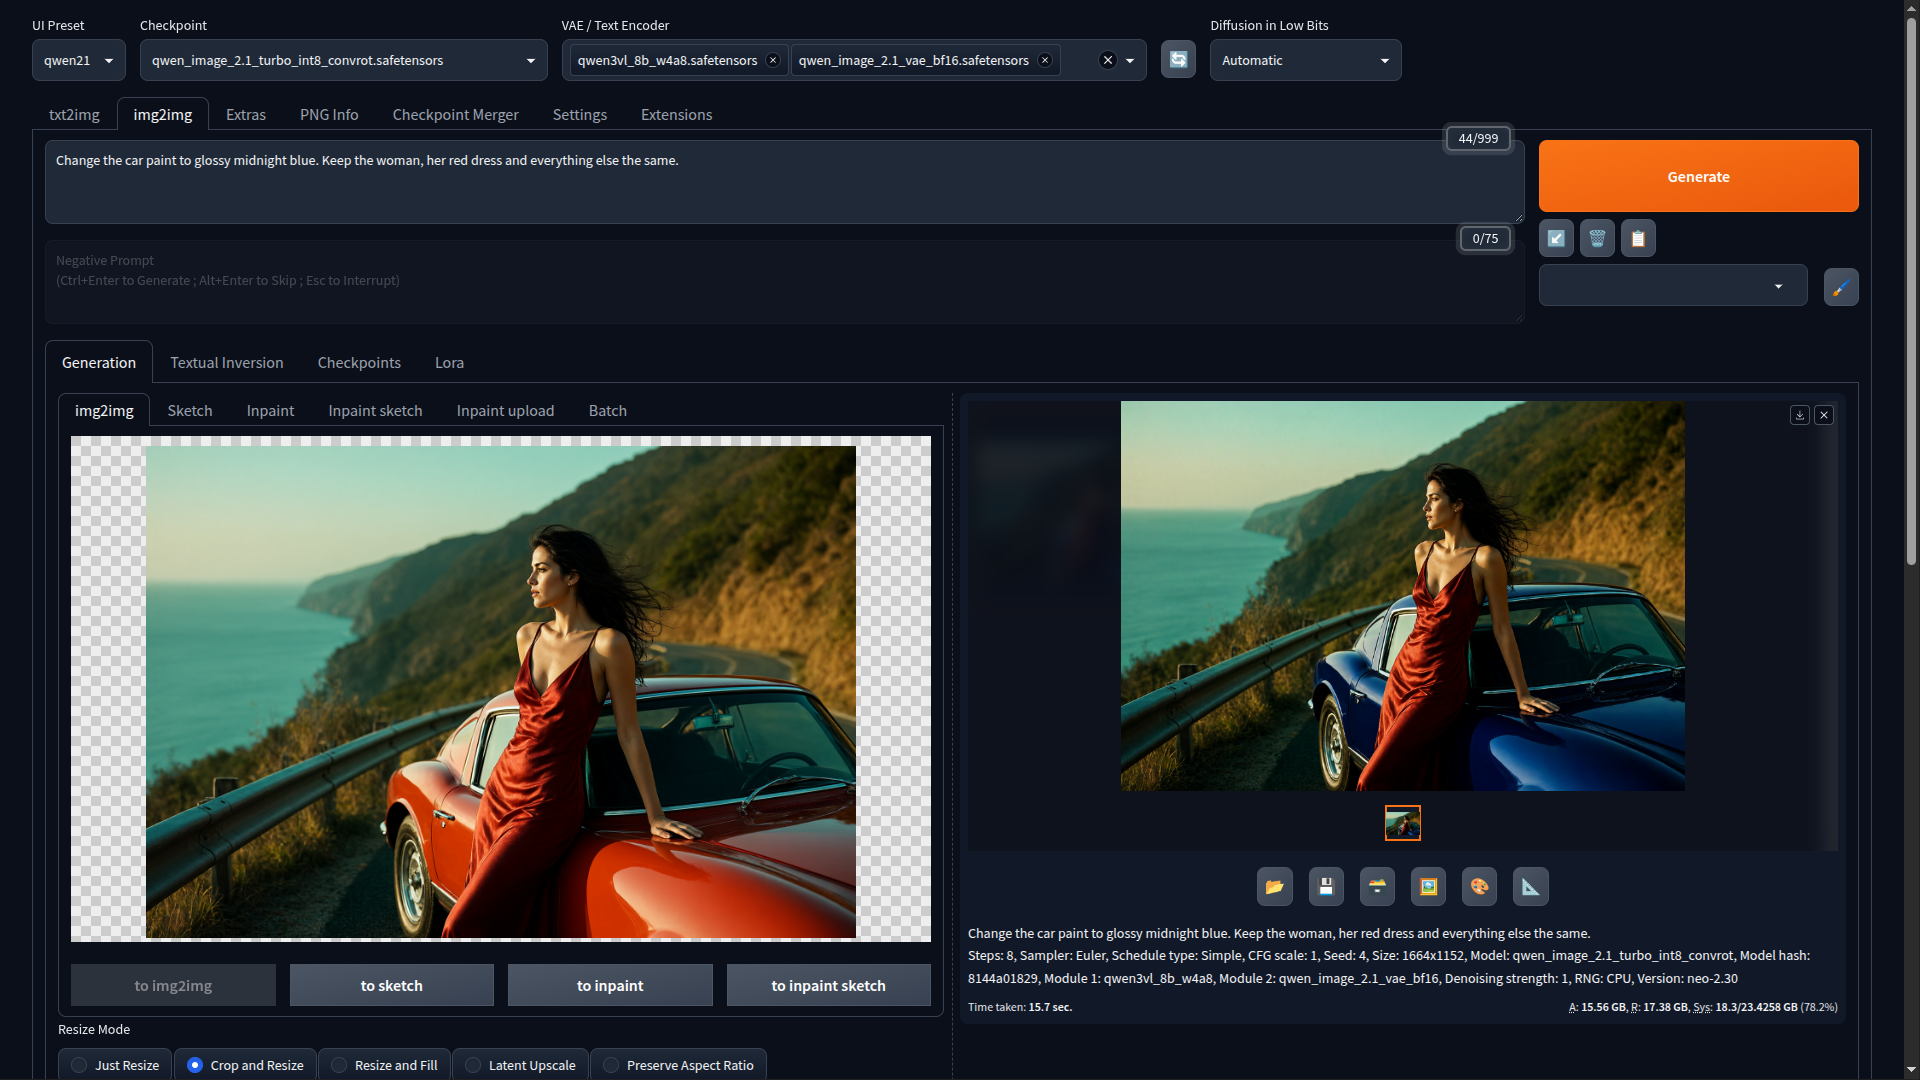 UI Preset
Checkpoint
VAE / Text Encoder
Diffusion in Low Bits
qwen21
qwen_image_2.1_turbo_int8_convrot.safetensors
qwen3vl_8b_w4a8.safetensors
qwen_image_2.1_vae_bf16.safetensors
Automatic
txt2img
img2img
Extras
PNG Info
Checkpoint Merger
Settings
Extensions
44/999
Change the car paint to glossy midnight blue. Keep the woman, her red dress and everything else the same.
Generate
0/75
Negative Prompt
(Ctrl+Enter to Generate ; Alt+Enter to Skip ; Esc to Interrupt)
Generation
Textual Inversion
Checkpoints
Lora
img2img
Sketch
Inpaint
Inpaint sketch
Inpaint upload
Batch
to img2img
to sketch
to inpaint
to inpaint sketch
Resize Mode
Just Resize
Crop and Resize
Resize and Fill
Latent Upscale
Preserve Aspect Ratio
Change the car paint to glossy midnight blue. Keep the woman, her red dress and everything else the same.
Steps: 8, Sampler: Euler, Schedule type: Simple, CFG scale: 1, Seed: 4, Size: 1664x1152, Model: qwen_image_2.1_turbo_int8_convrot, Model hash:
8144a01829, Module 1: qwen3vl_8b_w4a8, Module 2: qwen_image_2.1_vae_bf16, Denoising strength: 1, RNG: CPU, Version: neo-2.30
Time taken: 15.7 sec.
A: 15.56 GB, R: 17.38 GB, Sys: 18.3/23.4258 GB (78.2%)